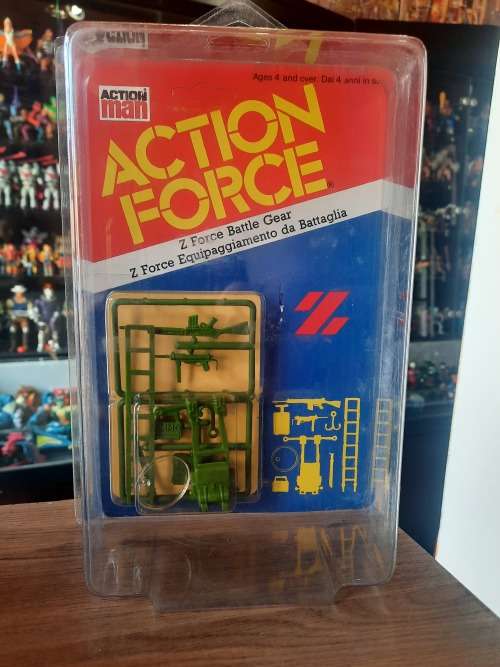 Ages 4 and over. Dai 4 anni in su.
ACTION
man
ACTION
FORCE®
Z Force Battle Gear
Z Force Equipaggiamento da Battaglia
Z